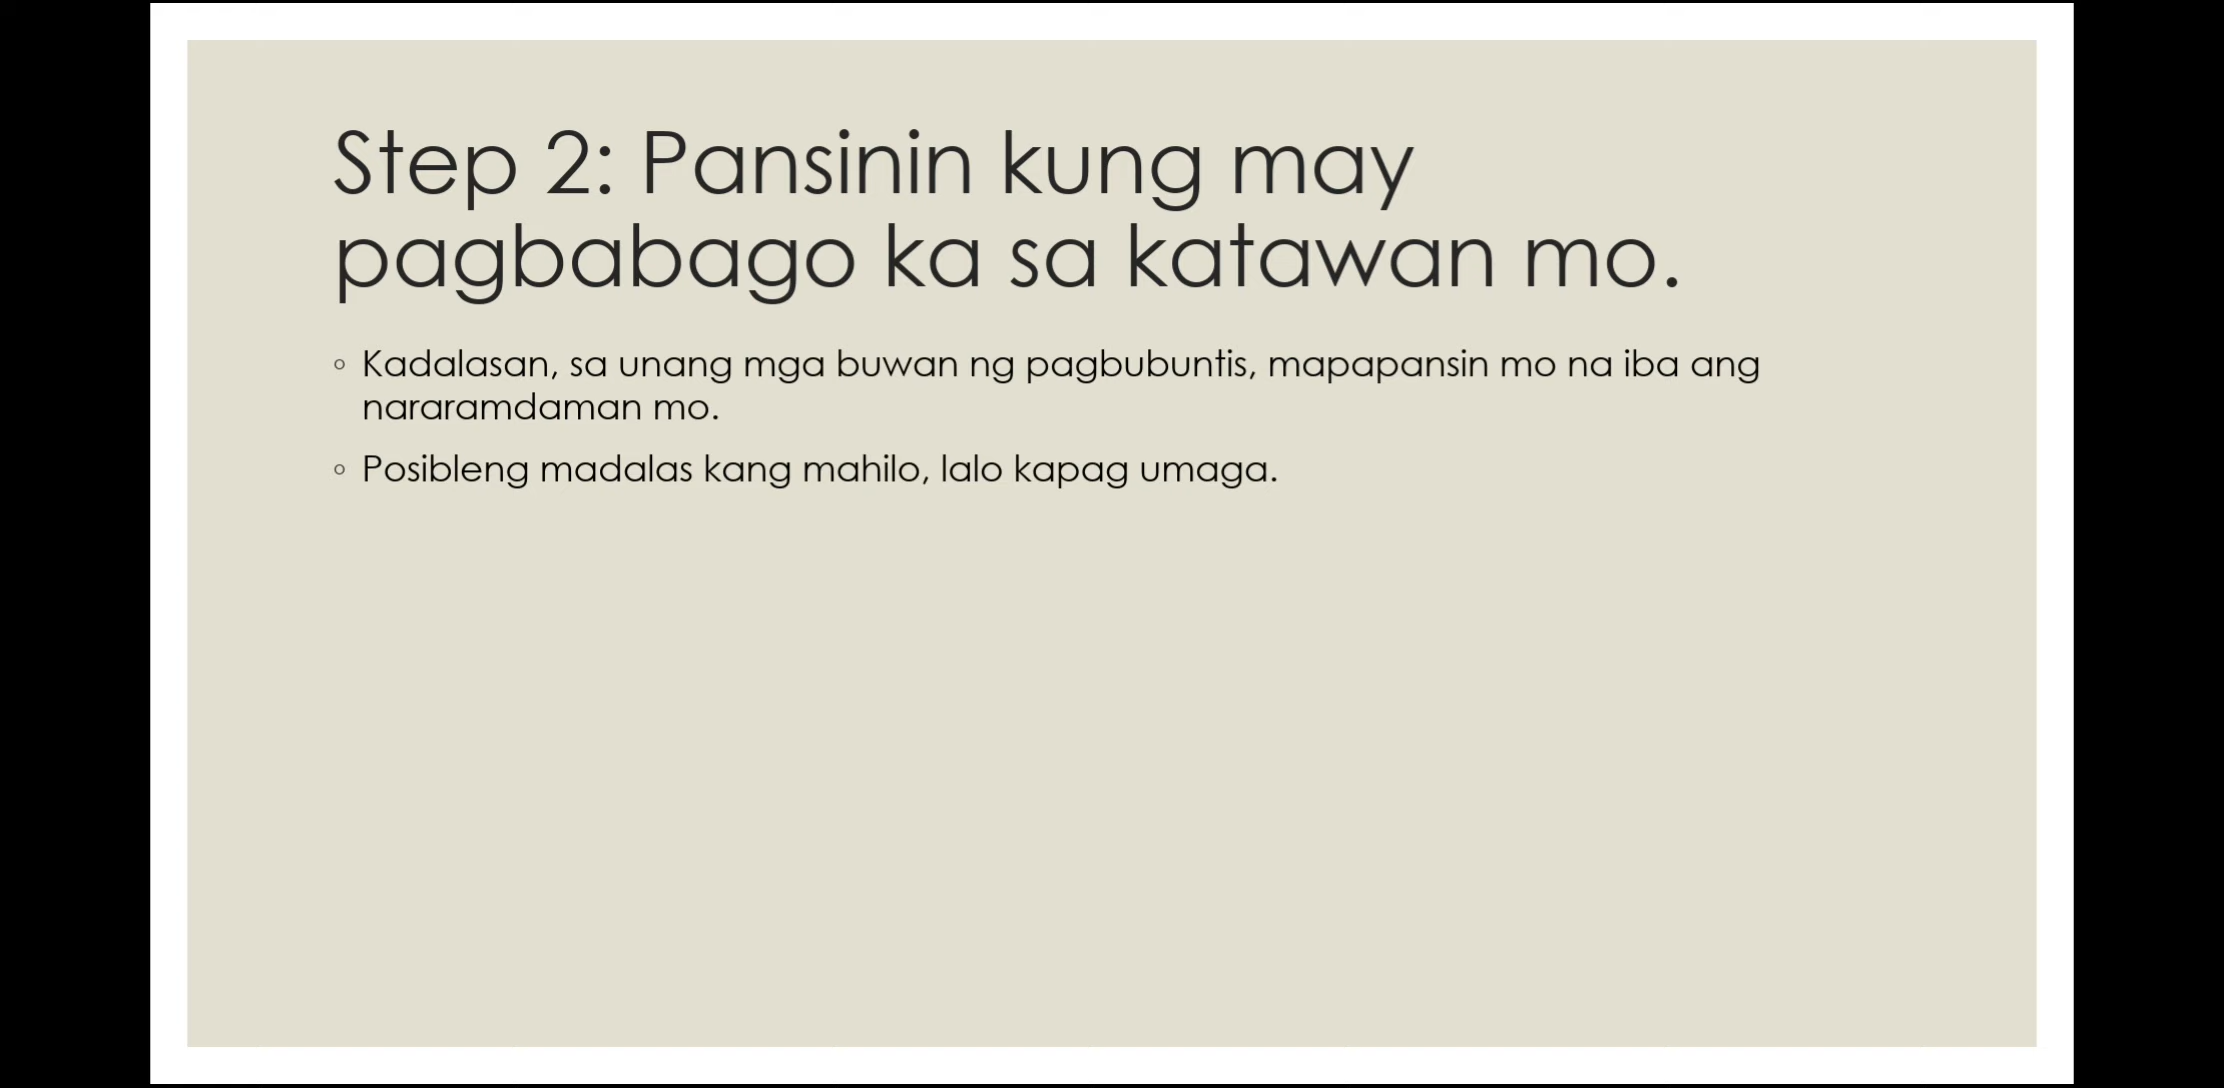 Step 2: Pansinin kung may
pagbabago ka sa katawan mo.
◦ Kadalasan, sa unang mga buwan ng pagbubuntis, mapapansin mo na iba ang
nararamdaman mo.
◦ Posibleng madalas kang mahilo, lalo kapag umaga.